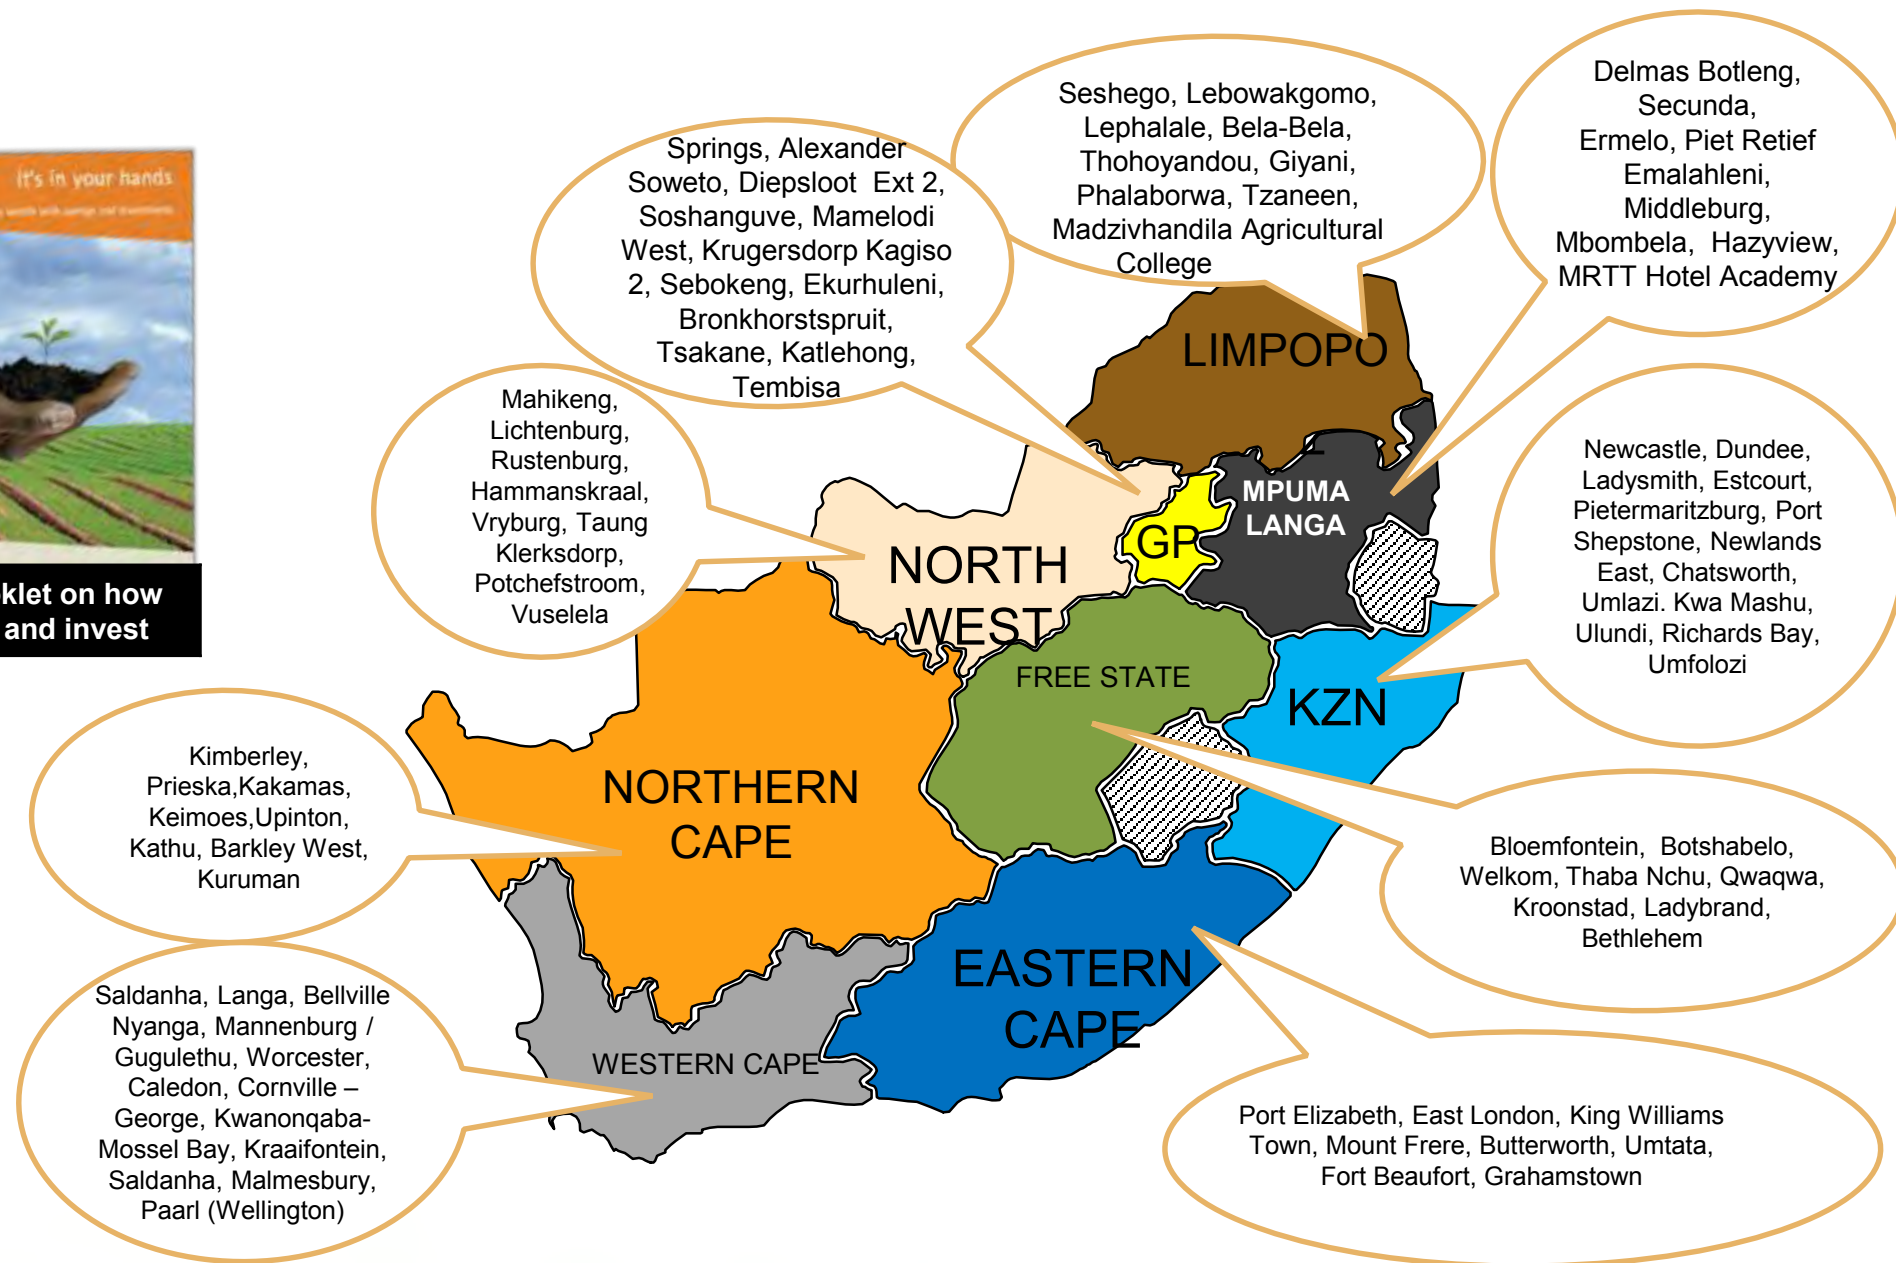 it's in your hands
klet on how
and invest
Springs, Alexander
Soweto, Diepsloot Ext 2,
Soshanguve, Mamelodi
West, Krugersdorp Kagiso
2, Sebokeng, Ekurhuleni,
Bronkhorstspruit,
Tsakane, Katlehong,
Tembisa
Seshego, Lebowakgomo,
Lephalale, Bela-Bela,
Thohoyandou, Giyani,
Phalaborwa, Tzaneen,
Madzivhandila Agricultural
College
Delmas Botleng,
Secunda,
Ermelo, Piet Retief
Emalahleni,
Middleburg,
Mbombela, Hazyview,
MRTT Hotel Academy
Mahikeng,
Lichtenburg,
Rustenburg,
Hammanskraal,
Vryburg, Taung
Klerksdorp,
Potchefstroom,
Vuselela
Newcastle, Dundee,
Ladysmith, Estcourt,
Pietermaritzburg, Port
Shepstone, Newlands
East, Chatsworth,
Umlazi. Kwa Mashu,
Ulundi, Richards Bay,
Umfolozi
LIMPOPO
MPUMA
LANGA
GP
NORTH
WEST
FREE STATE
KZN
NORTHERN
CAPE
EASTERN
CAPE
WESTERN CAPE
Kimberley,
Prieska,Kakamas,
Keimoes,Upinton,
Kathu, Barkley West,
Kuruman
Bloemfontein, Botshabelo,
Welkom, Thaba Nchu, Qwaqwa,
Kroonstad, Ladybrand,
Bethlehem
Saldanha, Langa, Bellville
Nyanga, Mannenburg /
Gugulethu, Worcester,
Caledon, Cornville –
George, Kwanonqaba-
Mossel Bay, Kraaifontein,
Saldanha, Malmesbury,
Paarl (Wellington)
Port Elizabeth, East London, King Williams
Town, Mount Frere, Butterworth, Umtata,
Fort Beaufort, Grahamstown